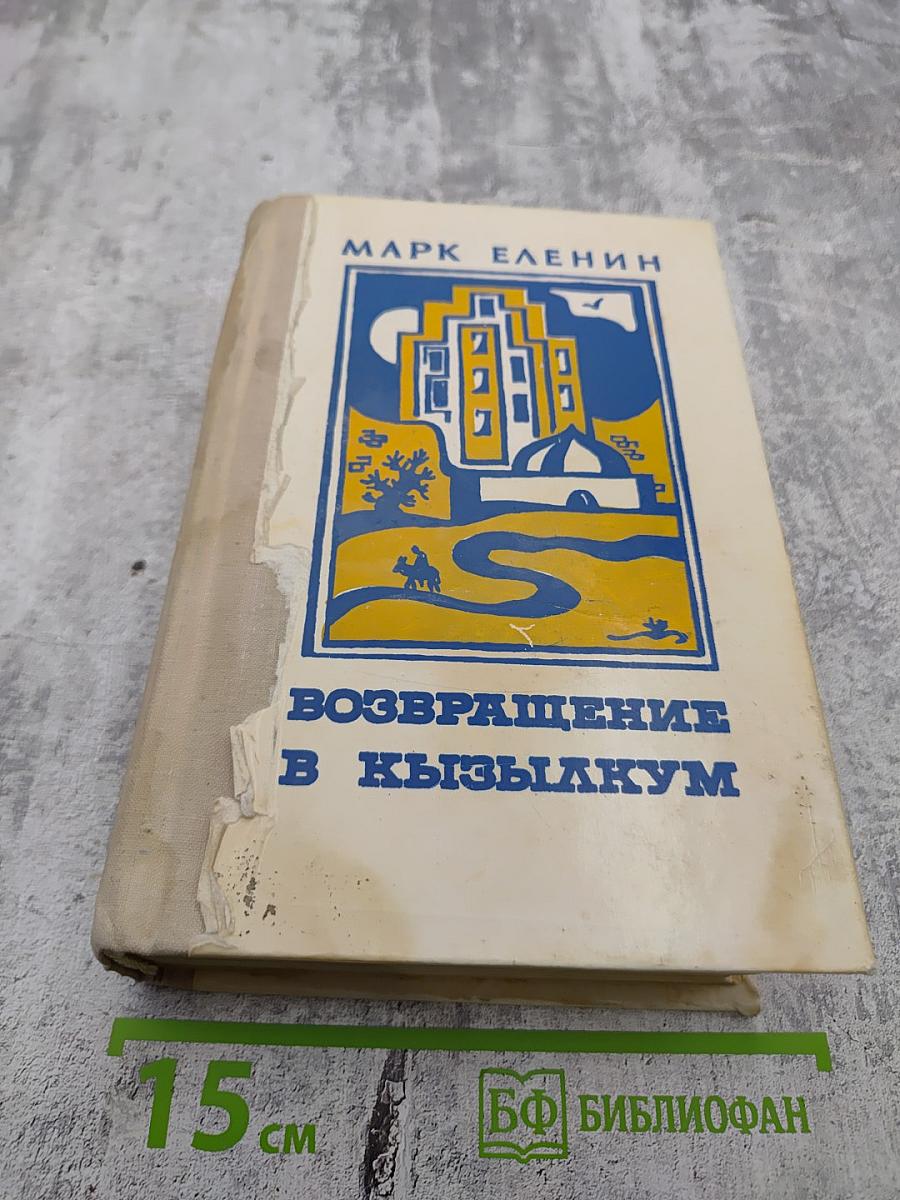 МАРК ЕЛЕНИН
ВОЗВРАЩЕНИЕ
В КЫЗЫЛКУМ
15 см
БФ БИБЛИОФАН